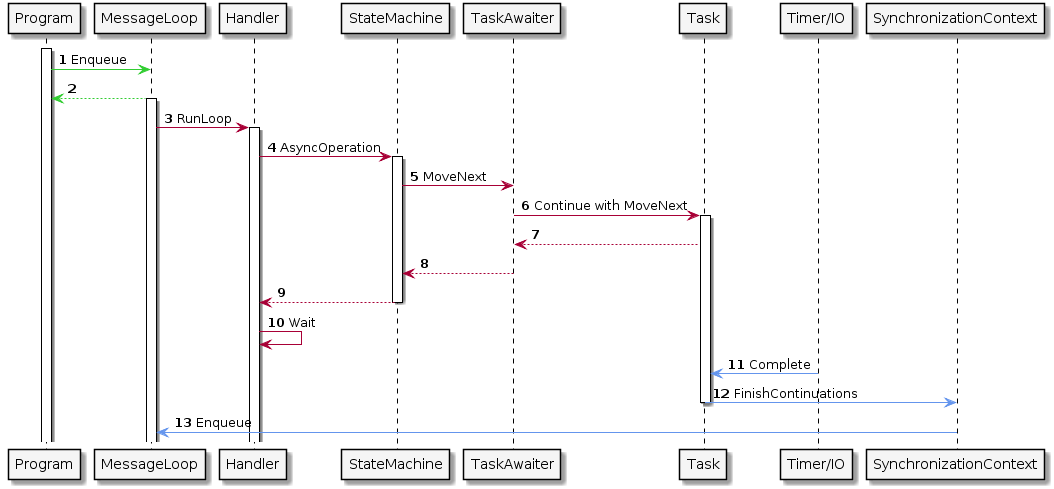 Program MessageLoop Handler StateMachine TaskAwaiter Task Timer/IO SynchronizationContext
1 Enqueue
2
3 RunLoop
4 AsyncOperation
5 MoveNext
6 Continue with MoveNext
7
8
9
10 Wait
11 Complete
12 FinishContinuations
13 Enqueue
Program MessageLoop Handler StateMachine TaskAwaiter Task Timer/IO SynchronizationContext